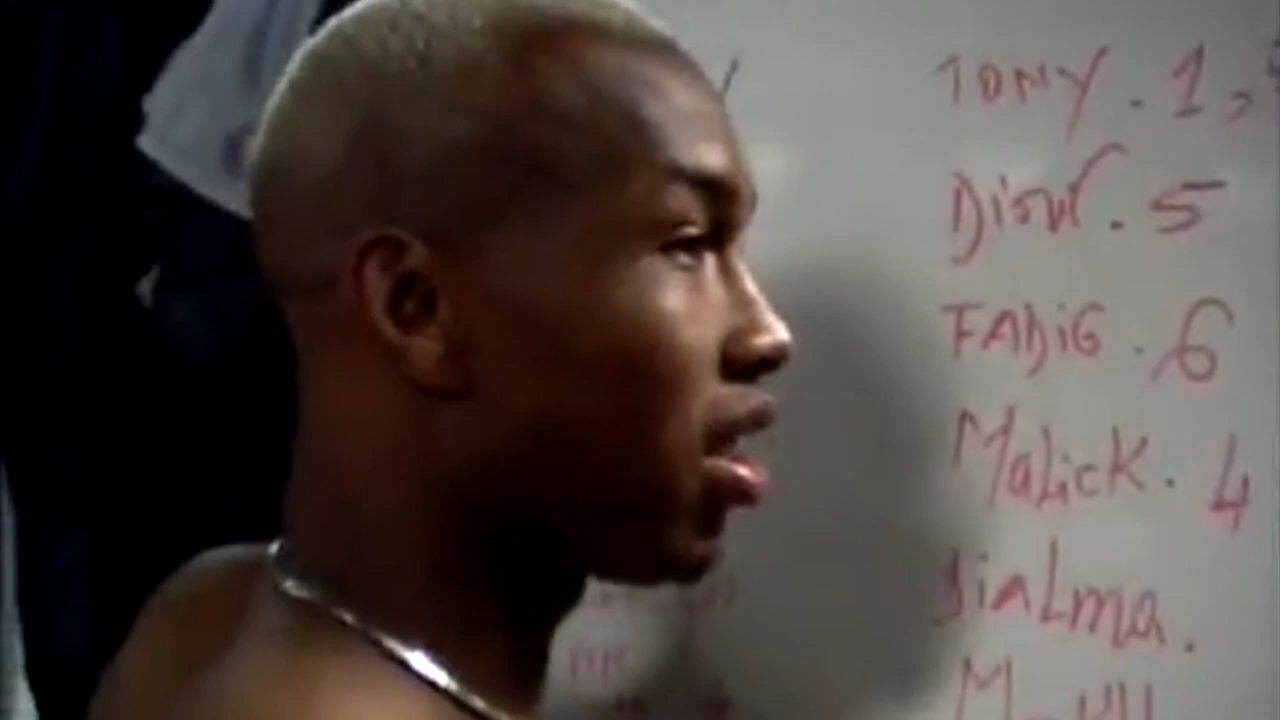 TONY . 1,
Diouf . 5
FADiG . 6
MaLicK . 4
DiaLma .